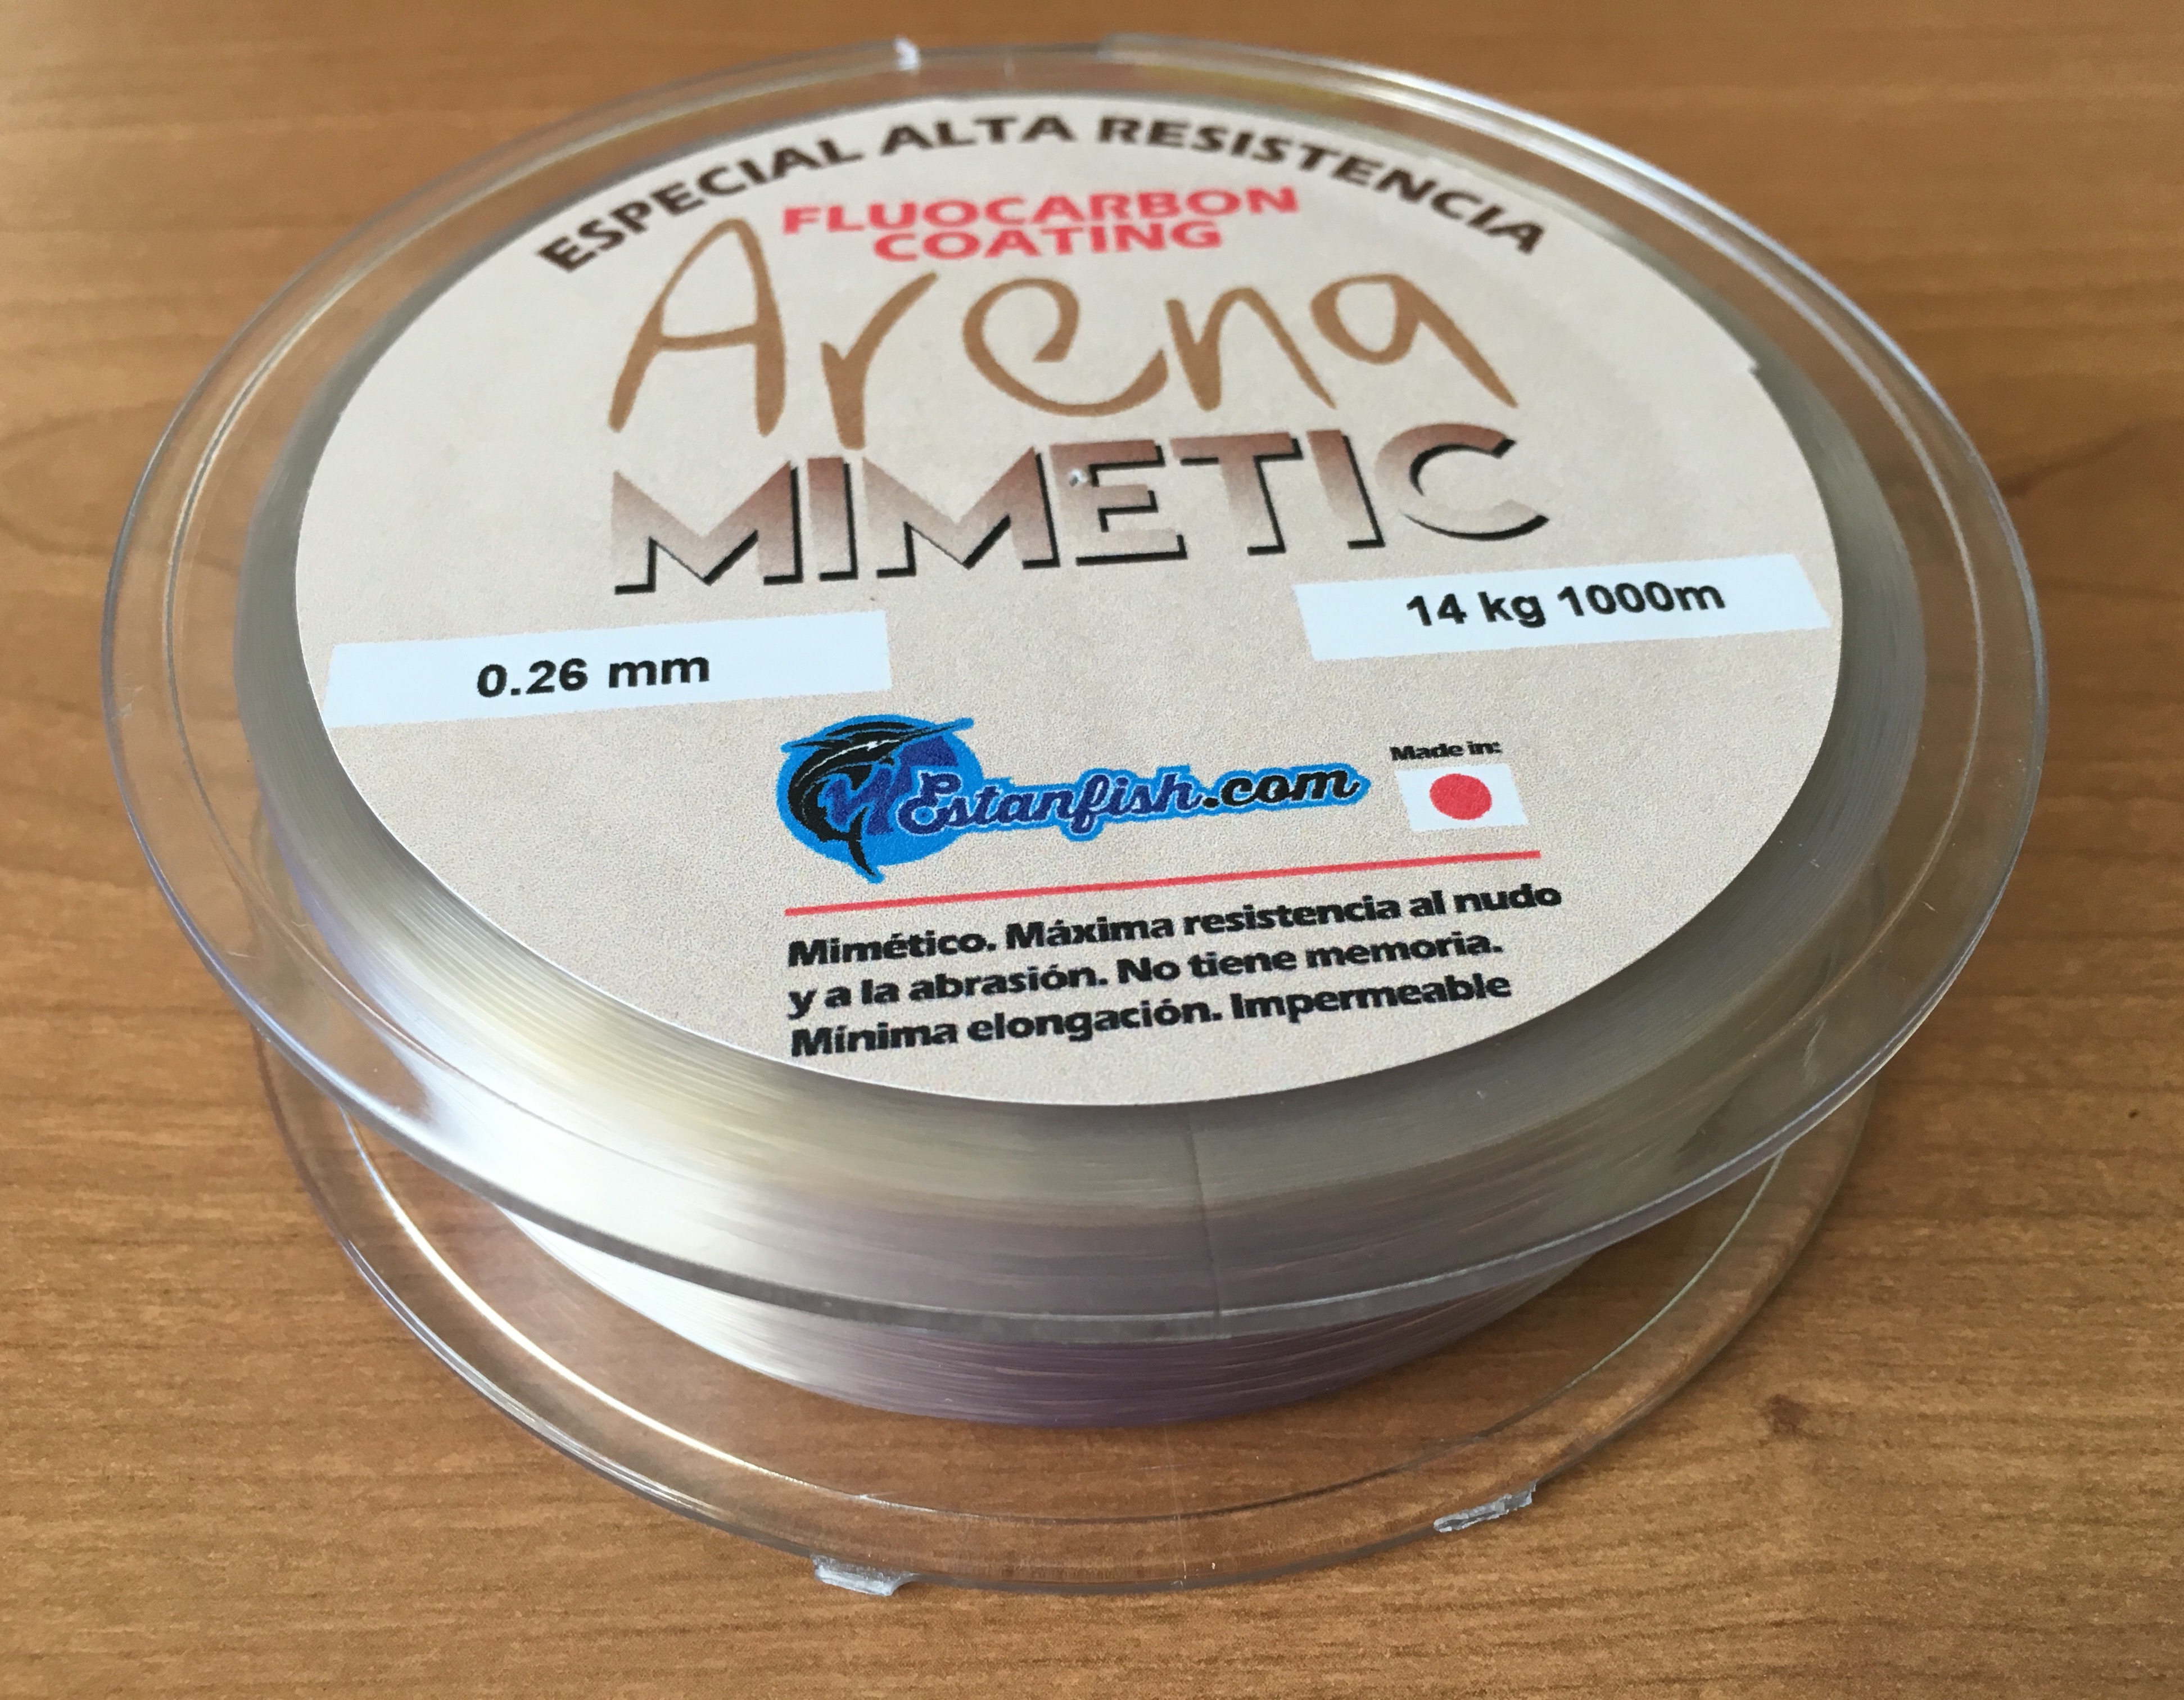 ESPECIAL ALTA RESISTENCIA
FLUOCARBON
COATING
Arena
MIMETIC
0.26 mm
14 kg 1000m
Estanfish.com
Made in:
Mimético. Máxima resistencia al nudo
y a la abrasión. No tiene memoria.
Mínima elongación. Impermeable